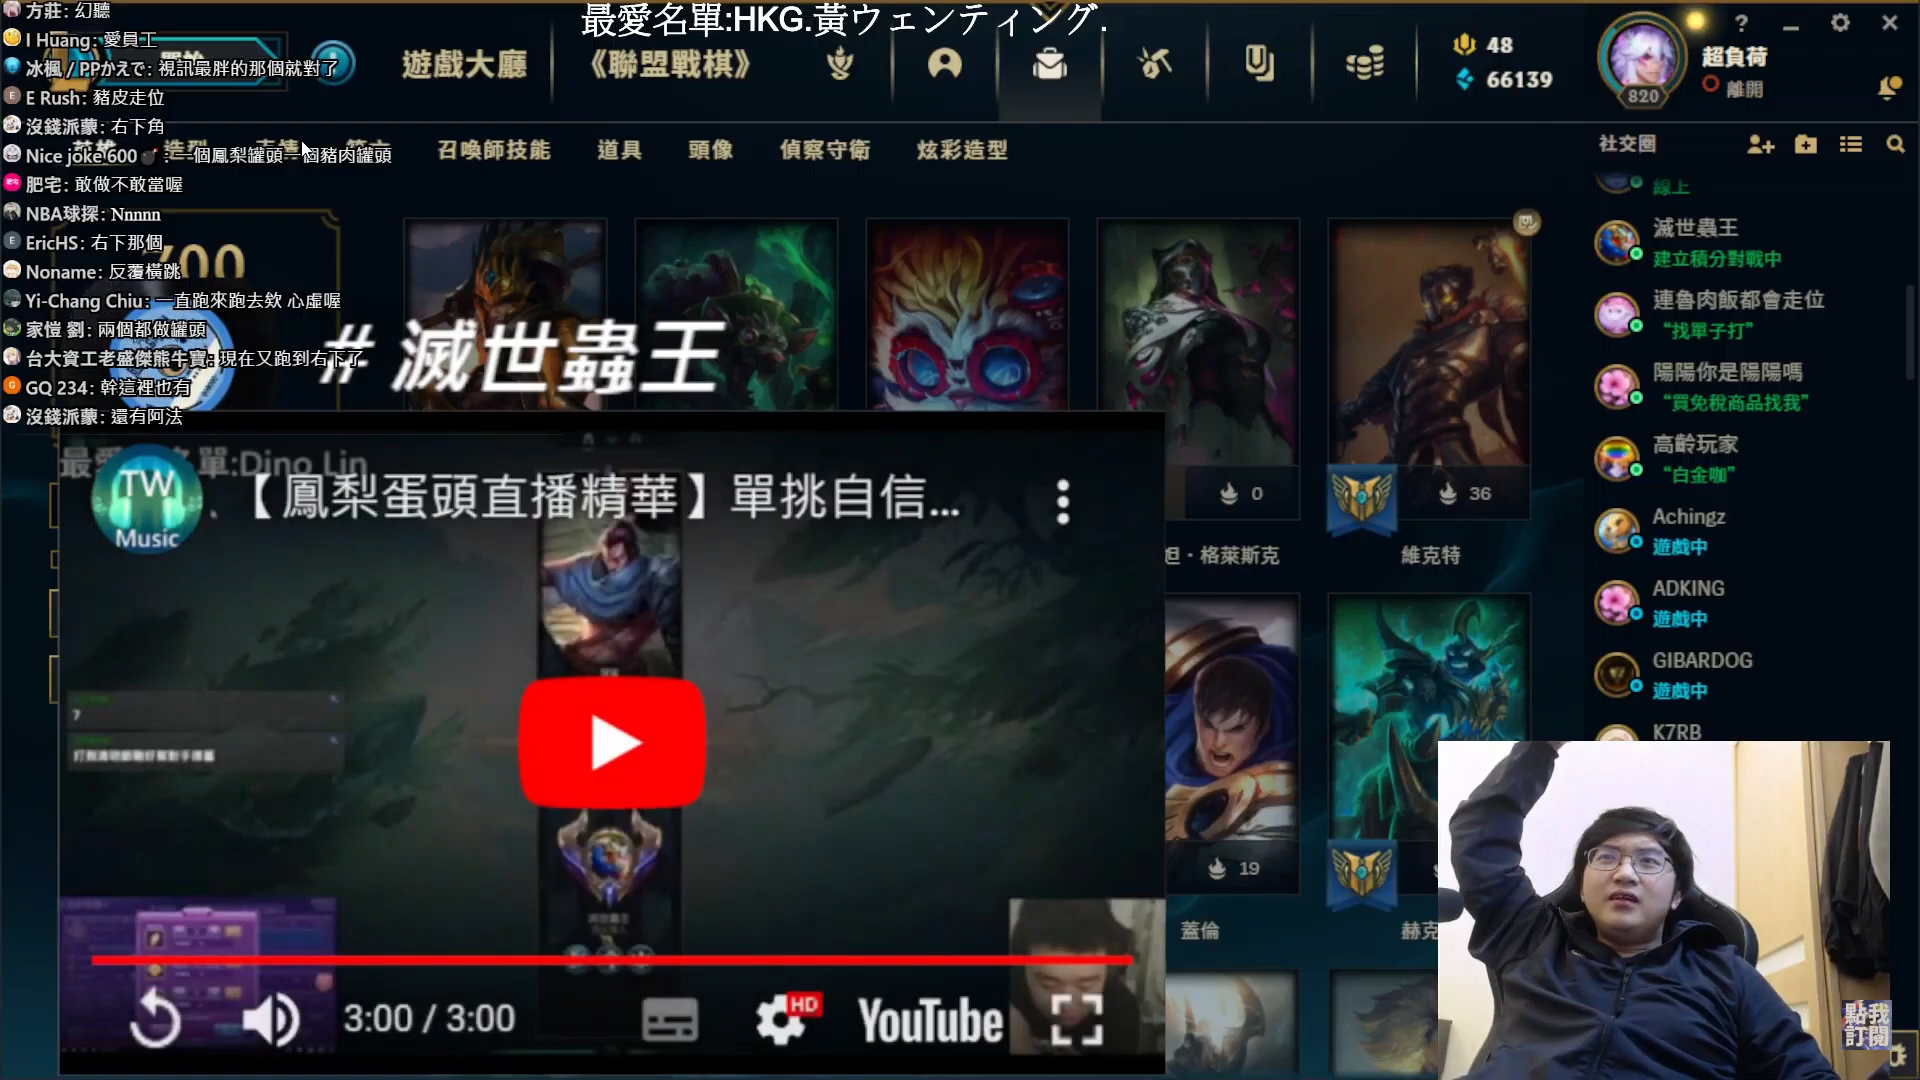 最愛名單:HKG.黃ウェンティング.
方莊: 幻聽
I Huang: 愛員工
冰楓 / PPかえで: 視訊最胖的那個就對了
E Rush: 豬皮走位
沒錢派蒙: 右下角
Nice joke 600💣: 一個鳳梨罐頭一個豬肉罐頭
肥宅: 敢做不敢當喔
NBA球探: Nnnnn
EricHS: 右下那個
Noname: 反覆橫跳
Yi-Chang Chiu: 一直跑來跑去欸 心虛喔
家愷 劉: 兩個都做罐頭
台大資工老盛傑熊牛寶: 現在又跑到右下了
GQ 234: 幹這裡也有
沒錢派蒙: 還有阿法
遊戲大廳
《聯盟戰棋》
48
66139
超負荷
離開
820
召喚師技能
道具
頭像
偵察守衛
炫彩造型
700
# 滅世蟲王
0
36
旦・格萊斯克
維克特
19
蓋倫
赫克
社交圈
線上
滅世蟲王
建立積分對戰中
連魯肉飯都會走位
“找單子打”
陽陽你是陽陽嗎
“買免稅商品找我”
高齡玩家
“白金咖”
Achingz
遊戲中
ADKING
遊戲中
GIBARDOG
遊戲中
K7RB
名單:Dino Lin
TW
Music
【鳳梨蛋頭直播精華】單挑自信...
3:00 / 3:00
HD
YouTube
點我
訂閱